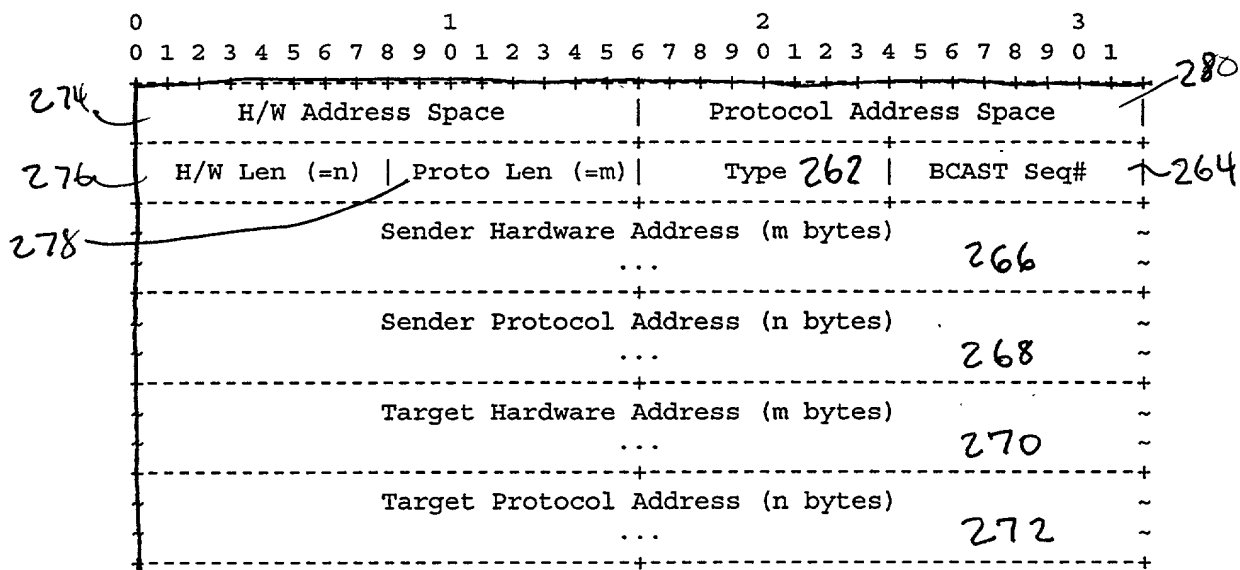 0 1 2 3
0 1 2 3 4 5 6 7 8 9 0 1 2 3 4 5 6 7 8 9 0 1 2 3 4 5 6 7 8 9 0 1
274 H/W Address Space | Protocol Address Space | 280
276 H/W Len (=n) | Proto Len (=m) | Type 262 | BCAST Seq# 264
278 Sender Hardware Address (m bytes) ~
~ ... 266 ~
Sender Protocol Address (n bytes) ~
~ ... 268 ~
Target Hardware Address (m bytes) ~
~ ... 270 ~
Target Protocol Address (n bytes) ~
~ ... 272 ~